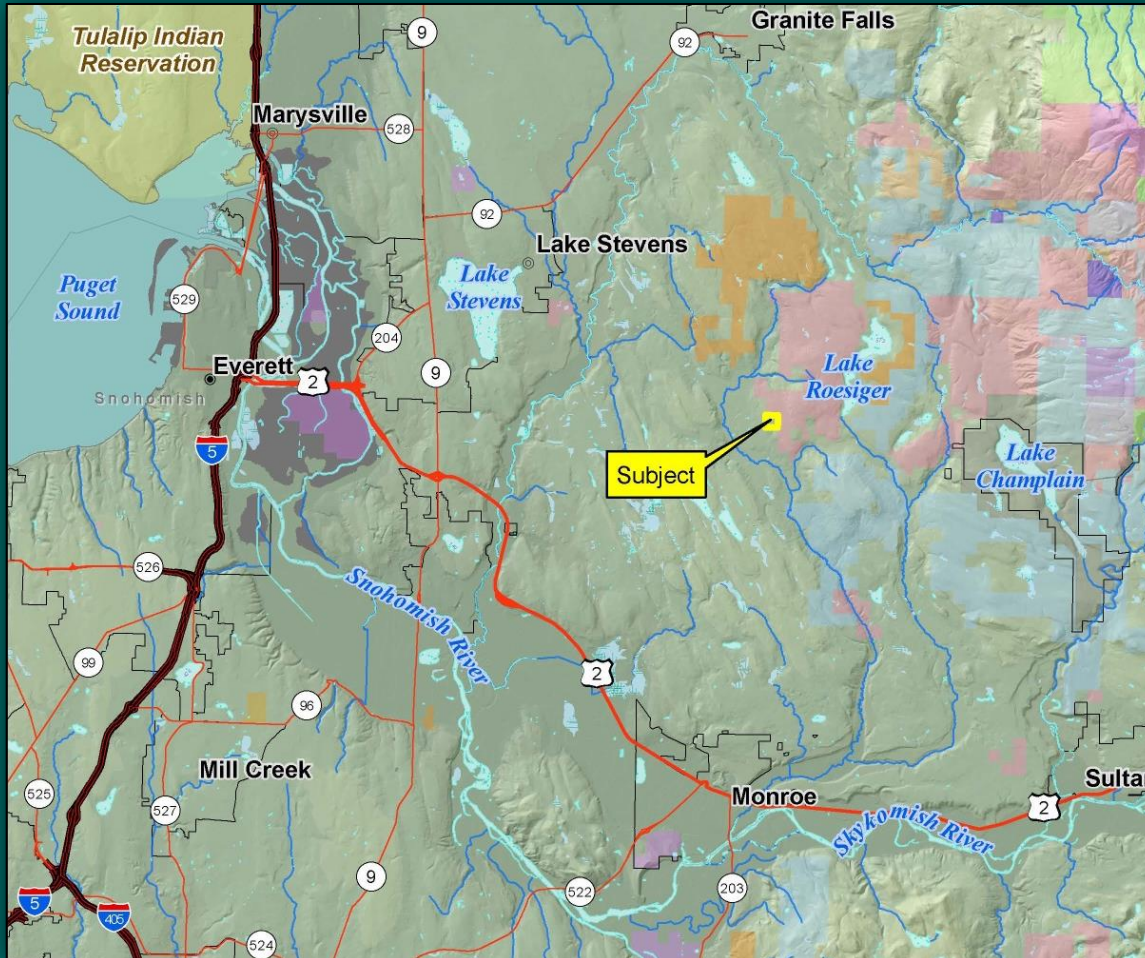 Granite Falls
Tulalip Indian
Reservation
9
92
Marysville
528
92
Lake Stevens
Puget
Sound
Lake
Stevens
529
204
Lake
Roesiger
Everett
2
9
Snohomish
5
Subject
Lake
Champlain
526
Snohomish River
2
99
96
Mill Creek
525
527
Monroe
2
Sulta
Skykomish River
9
522
203
5
405
524